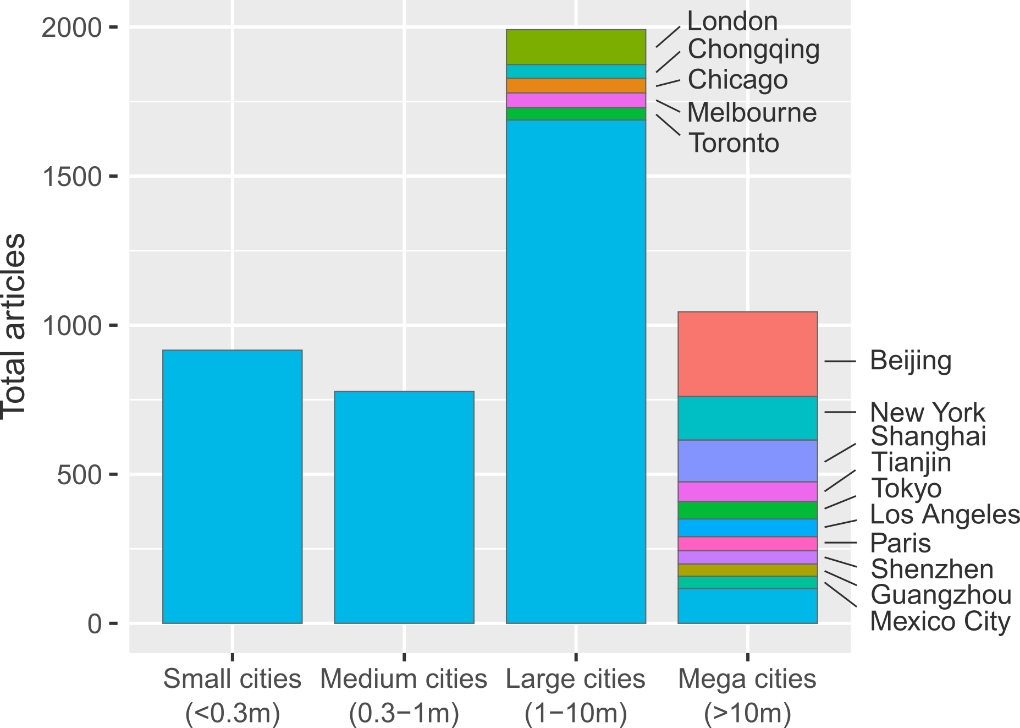 Total articles
2000
1500
1000
500
0
London
Chongqing
Chicago
Melbourne
Toronto
Beijing
New York
Shanghai
Tianjin
Tokyo
Los Angeles
Paris
Shenzhen
Guangzhou
Mexico City
Small cities
(<0.3m)
Medium cities
(0.3−1m)
Large cities
(1−10m)
Mega cities
(>10m)